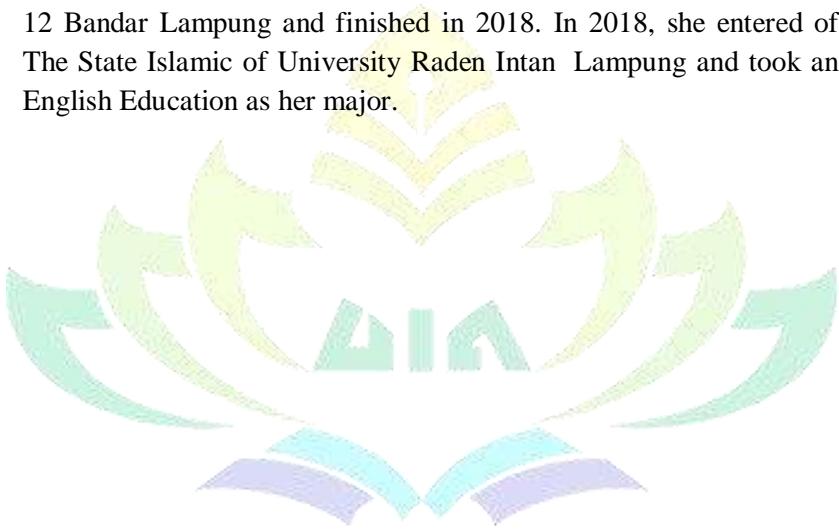 12 Bandar Lampung and finished in 2018. In 2018, she entered of
The State Islamic of University Raden Intan Lampung and took an
English Education as her major.
UIN